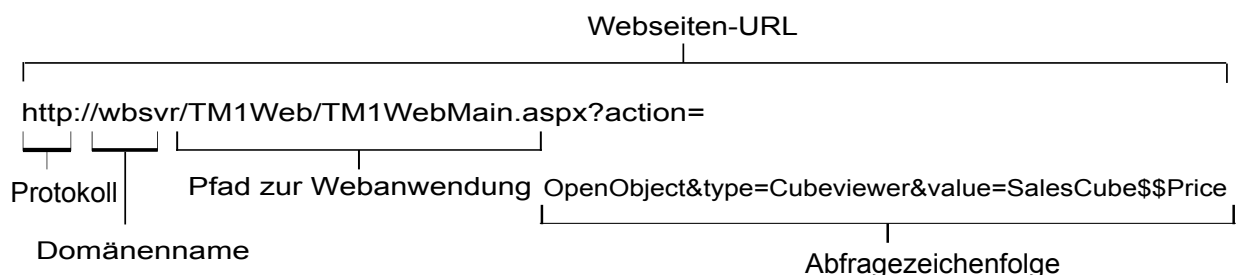 Webseiten-URL
http://wbsvr/TM1Web/TM1WebMain.aspx?action=
Protokoll
Pfad zur Webanwendung
OpenObject&type=Cubeviewer&value=SalesCube$$Price
Domänenname
Abfragezeichenfolge